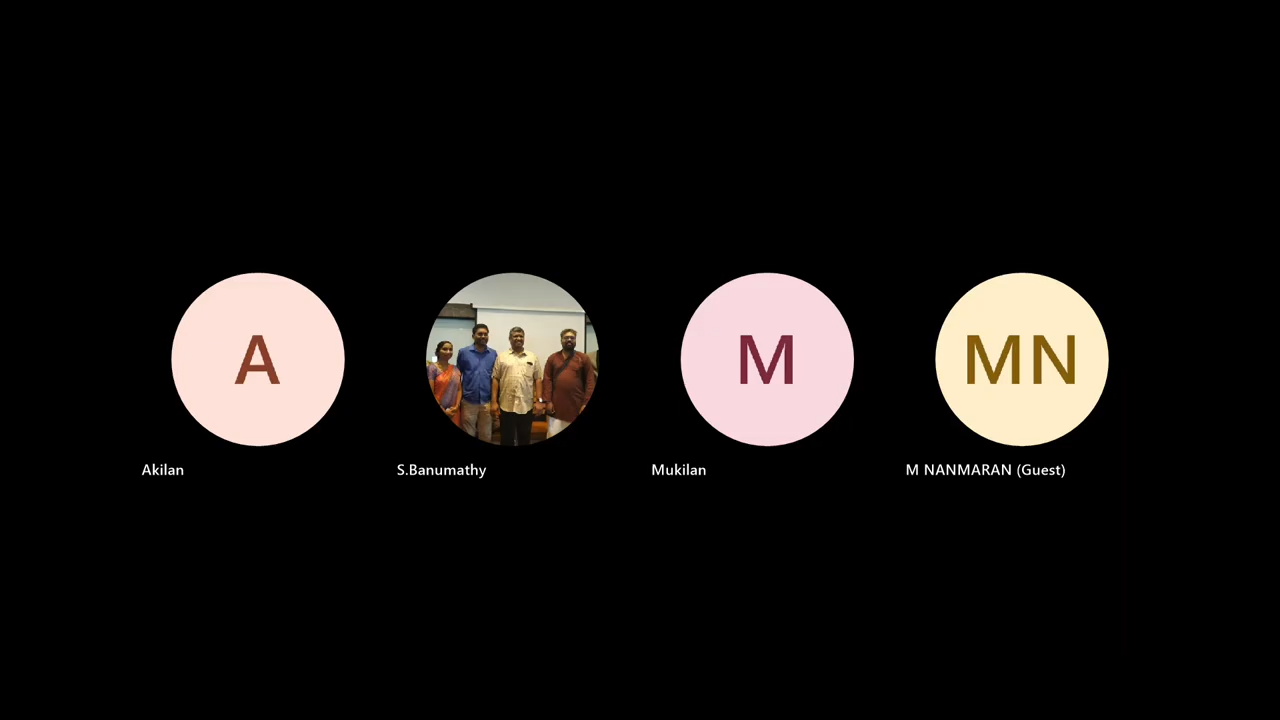 A
M
MN
Akilan
S.Banumathy
Mukilan
M NANMARAN (Guest)